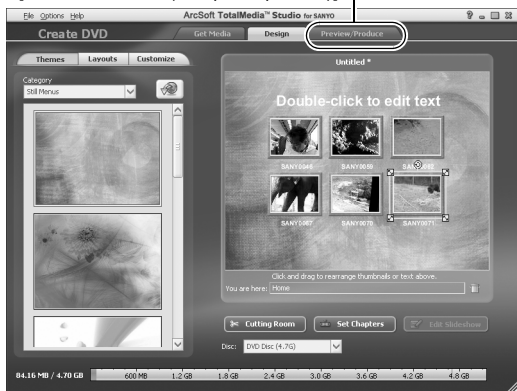 File Options Help
ArcSoft TotalMedia™ Studio for SANYO
Create DVD
Get Media
Design
Preview/Produce
Themes
Layouts
Customize
Category
Still Menus
Untitled *
Double-click to edit text
SANY0059
SANY0067
SANY0070
SANY0071
Click and drag to rearrange thumbnails or text above.
You are here: Home
Cutting Room
Set Chapters
Edit Slideshow
Disc: DVD Disc (4.7G)
84.16 MB / 4.70 GB
600 MB 1.2 GB 1.8 GB 2.4 GB 3.0 GB 3.6 GB 4.2 GB 4.8 GB